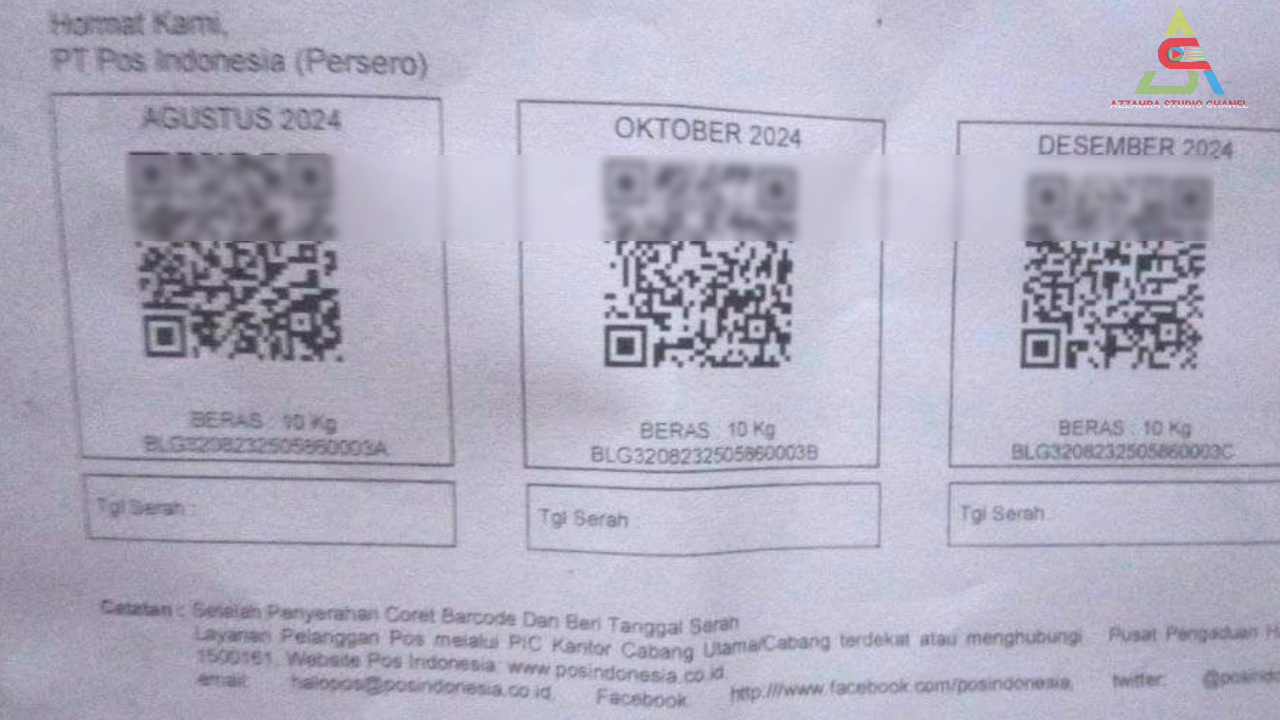 Hormat Kami,
PT Pos Indonesia (Persero)
AZZAHRA STUDIO CHANEL
AGUSTUS 2024
OKTOBER 2024
DESEMBER 2024
BERAS : 10 Kg
BLG3208232505860003A
BERAS : 10 Kg
BLG3208232505860003B
BERAS : 10 Kg
BLG3208232505860003C
Tgl Serah :
Tgl Serah :
Tgl Serah :
Catatan : Setelah Penyerahan Coret Barcode Dan Beri Tanggal Serah
Layanan Pelanggan Pos melalui PIC Kantor Cabang Utama/Cabang terdekat atau menghubungi Pusat Pengaduan
1500161. Website Pos Indonesia: www.posindonesia.co.id.
email: halopos@posindonesia.co.id, Facebook: http:///www.facebook.com/posindonesia, twitter: @posindo